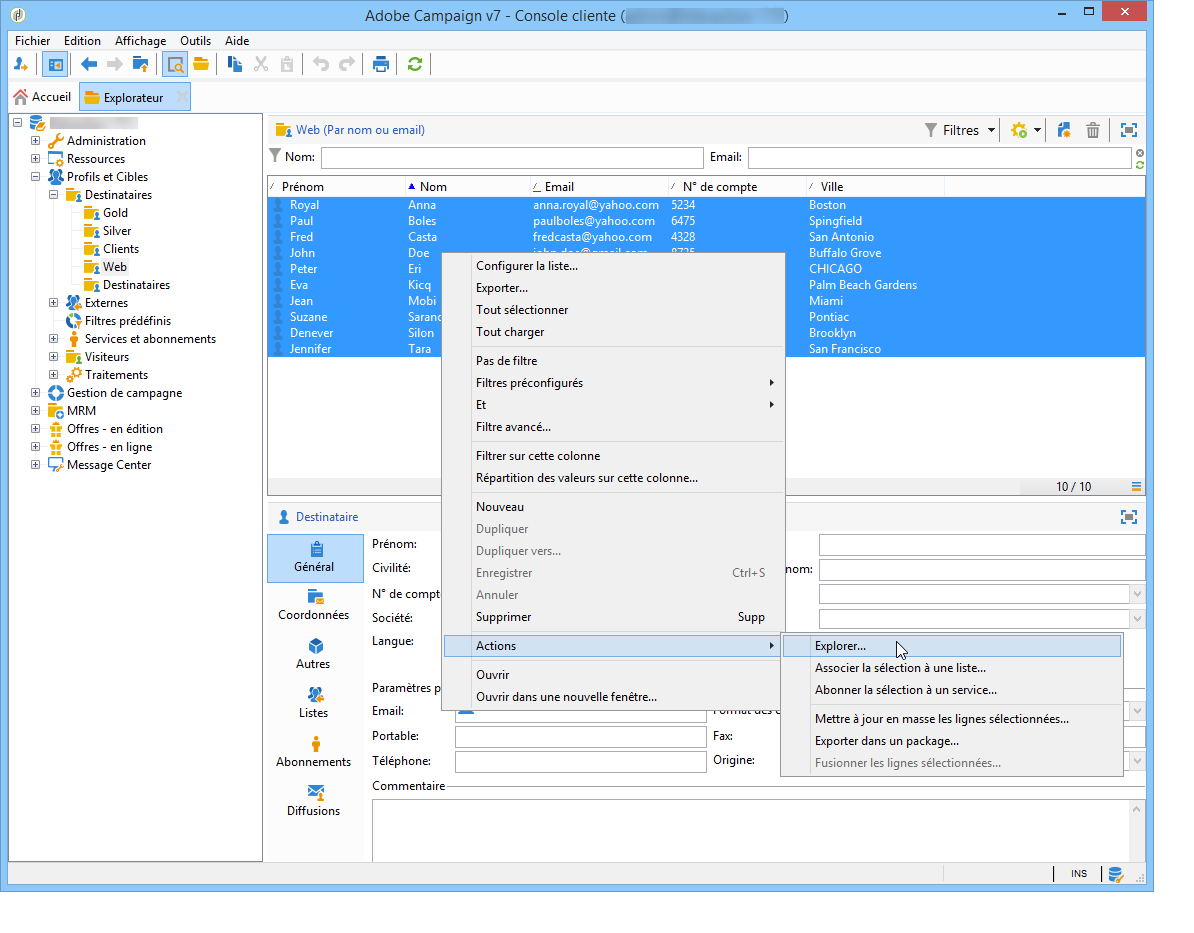 Adobe Campaign v7 - Console cliente ( )
Fichier Edition Affichage Outils Aide
Accueil Explorateur
Administration
Ressources
Profils et Cibles
Destinataires
Gold
Silver
Clients
Web
Destinataires
Externes
Filtres prédéfinis
Services et abonnements
Visiteurs
Traitements
Gestion de campagne
MRM
Offres - en édition
Offres - en ligne
Message Center
Web (Par nom ou email) Filtres
Nom: Email:
Prénom Nom Email N° de compte Ville
Royal Anna anna.royal@yahoo.com 5234 Boston
Paul Boles paulboles@yahoo.com 6475 Spingfield
Fred Casta fredcasta@yahoo.com 4328 San Antonio
John Doe john.doe@gmail.com 8725 Buffalo Grove
Peter Eri CHICAGO
Eva Kicq Palm Beach Gardens
Jean Mobi Miami
Suzane Saranc Pontiac
Denever Silon Brooklyn
Jennifer Tara San Francisco
10 / 10
Configurer la liste...
Exporter...
Tout sélectionner
Tout charger
Pas de filtre
Filtres préconfigurés
Et
Filtre avancé...
Filtrer sur cette colonne
Répartition des valeurs sur cette colonne...
Nouveau
Dupliquer
Dupliquer vers...
Enregistrer Ctrl+S
Annuler
Supprimer Supp
Actions
Ouvrir
Ouvrir dans une nouvelle fenêtre...
Explorer...
Associer la sélection à une liste...
Abonner la sélection à un service...
Mettre à jour en masse les lignes sélectionnées...
Exporter dans un package...
Fusionner les lignes sélectionnées...
Destinataire
Général
Coordonnées
Autres
Listes
Abonnements
Diffusions
Prénom:
Civilité: nom:
N° de compt
Société:
Langue:
Paramètres p
Email: Format des
Portable: Fax:
Téléphone: Origine:
Commentaire
INS